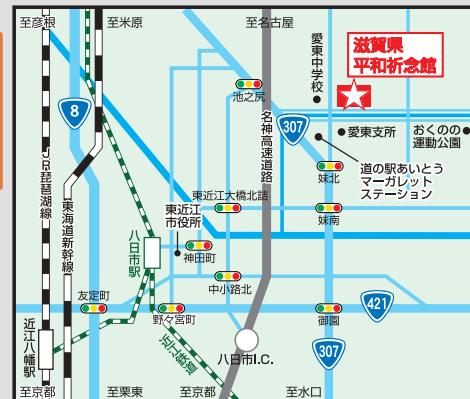 至彦根
至米原
至名古屋
滋賀県
平和祈念館
愛東中学校
池之尻
8
307
名神高速道路
愛東支所
おくのの
運動公園
道の駅あいとう
マーガレット
ステーション
妹北
JR琵琶湖線
東海道新幹線
東近江大橋北詰
妹南
東近江
市役所
八日市駅
神田町
中小路北
友定町
野々宮町
御園
421
近江八幡駅
近江鉄道
八日市I.C.
307
至京都
至栗東
至京都
至水口